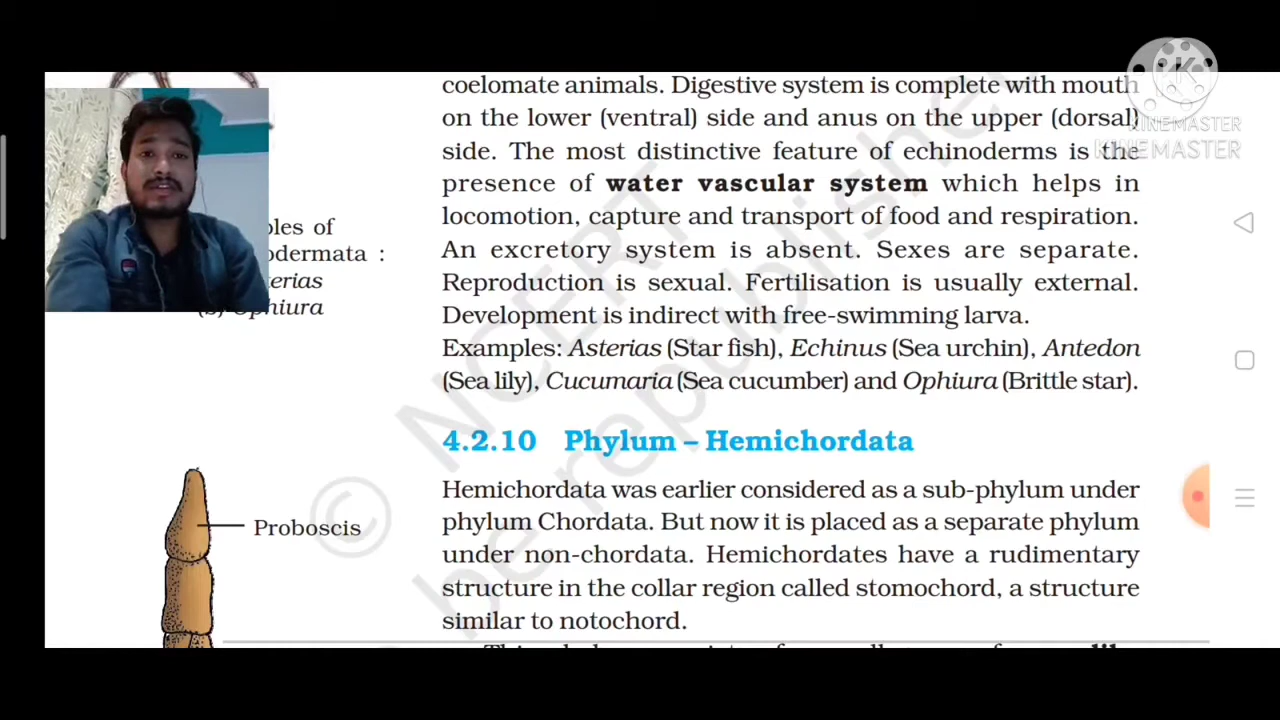 coelomate animals. Digestive system is complete with mouth
on the lower (ventral) side and anus on the upper (dorsal)
side. The most distinctive feature of echinoderms is the
presence of water vascular system which helps in
locomotion, capture and transport of food and respiration.
An excretory system is absent. Sexes are separate.
Reproduction is sexual. Fertilisation is usually external.
Development is indirect with free-swimming larva.
Examples: Asterias (Star fish), Echinus (Sea urchin), Antedon
(Sea lily), Cucumaria (Sea cucumber) and Ophiura (Brittle star).
4.2.10 Phylum – Hemichordata
Hemichordata was earlier considered as a sub-phylum under
phylum Chordata. But now it is placed as a separate phylum
under non-chordata. Hemichordates have a rudimentary
structure in the collar region called stomochord, a structure
similar to notochord.
of
:
Ophiura
Proboscis
© NCERT
be republished
KINEMASTER
KINEMASTER